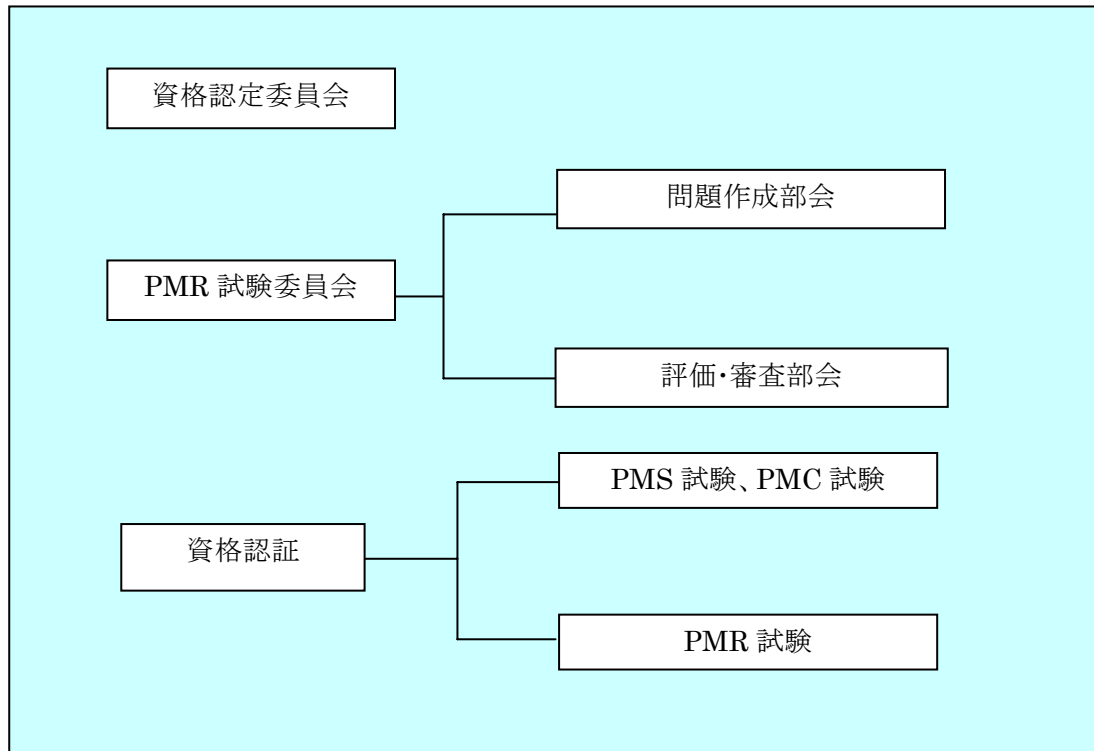 資格認定委員会
問題作成部会
PMR 試験委員会
評価・審査部会
PMS 試験、PMC 試験
資格認証
PMR 試験